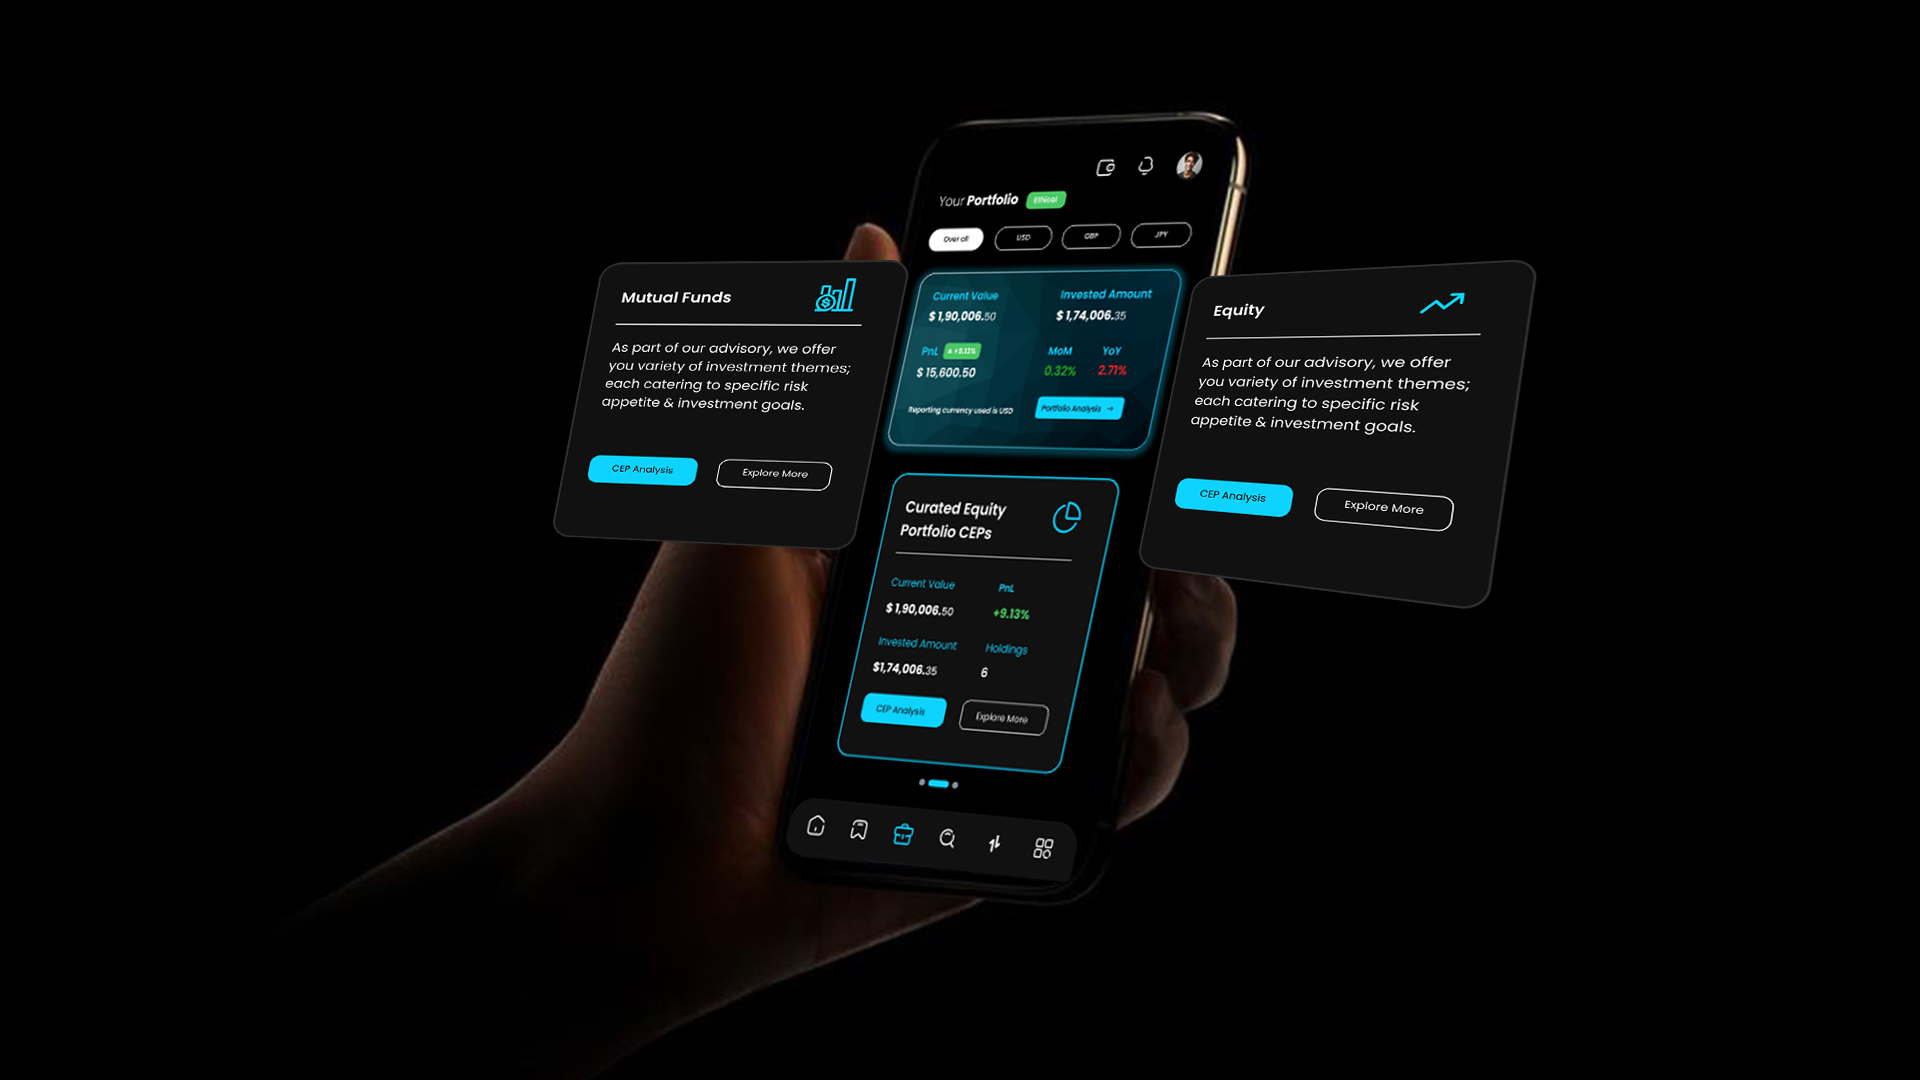 Your Portfolio Ethical
Over all USD GBP JPY
Current Value Invested Amount
$ 1,90,006.50 $ 1,74,006.35
PnL +9.13% MoM YoY
$ 15,600.50 0.32% 2.71%
Reporting currency used is USD Portfolio Analysis →
Mutual Funds
As part of our advisory, we offer
you variety of investment themes;
each catering to specific risk
appetite & investment goals.
CEP Analysis Explore More
Equity
As part of our advisory, we offer
you variety of investment themes;
each catering to specific risk
appetite & investment goals.
CEP Analysis Explore More
Curated Equity
Portfolio CEPs
Current Value PnL
$ 1,90,006.50 +9.13%
Invested Amount Holdings
$1,74,006.35 6
CEP Analysis Explore More